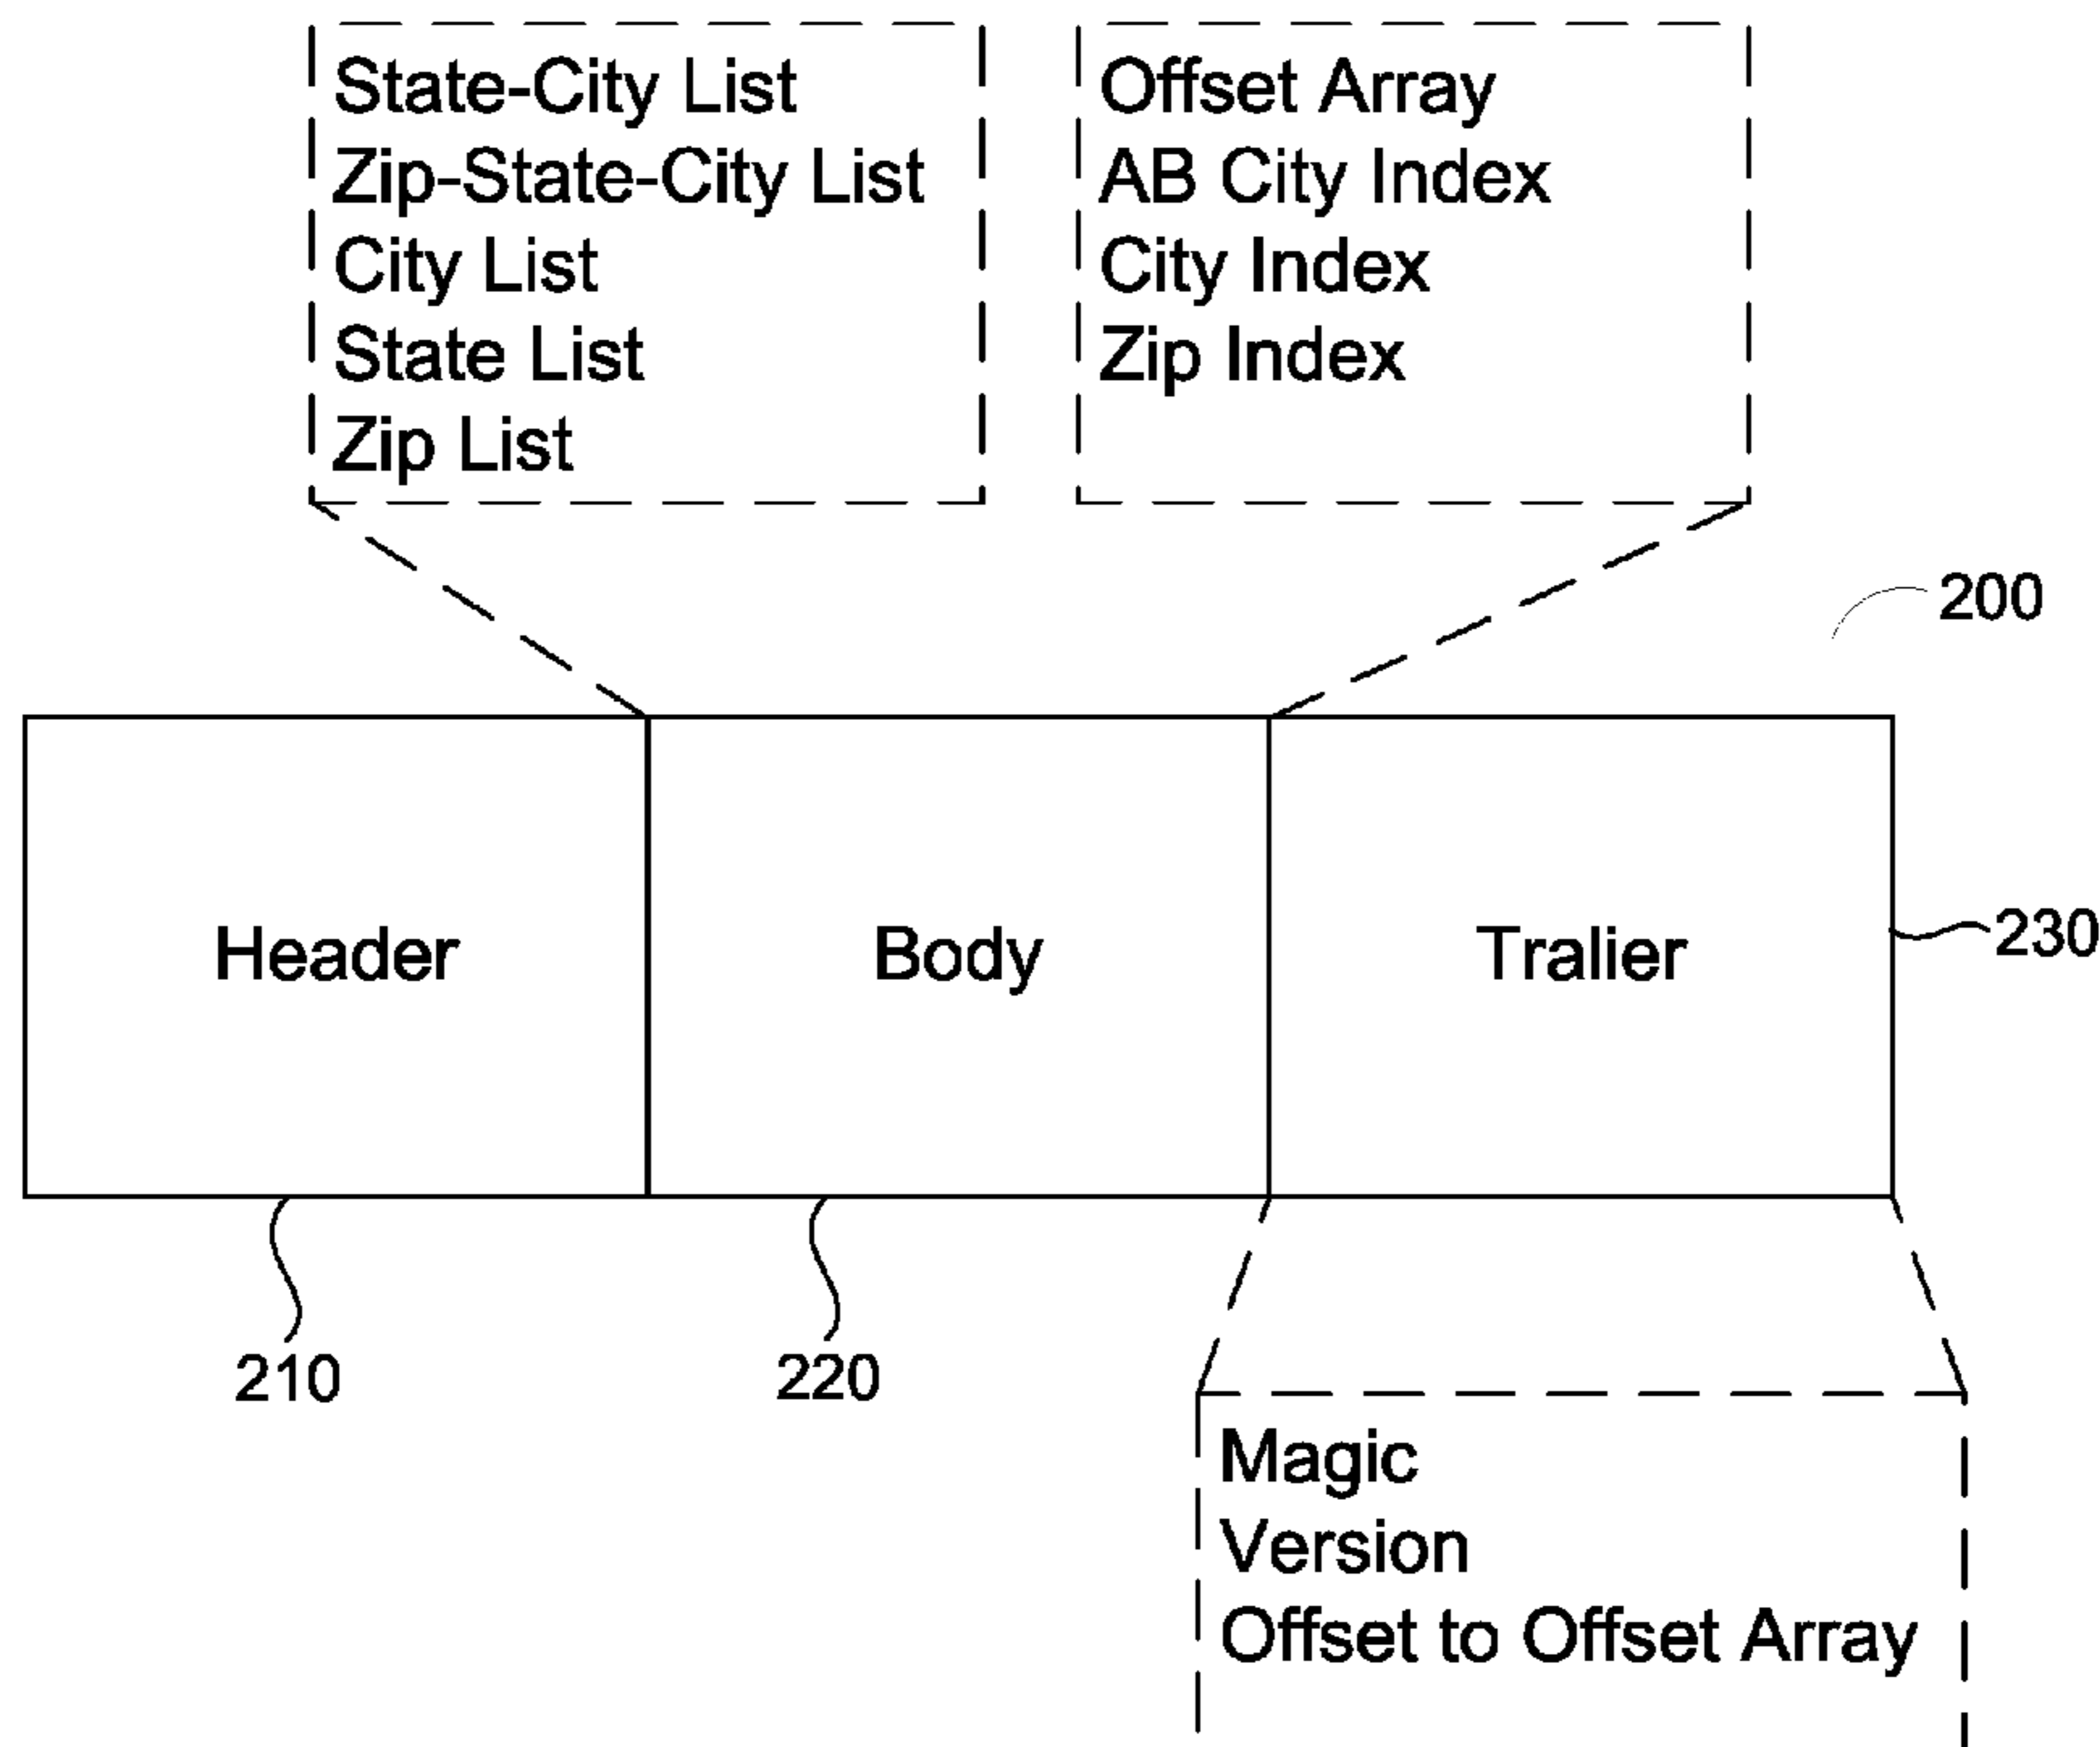 State-City List
Zip-State-City List
City List
State List
Zip List
Offset Array
AB City Index
City Index
Zip Index
200
Header
Body
Tralier
230
210
220
Magic
Version
Offset to Offset Array